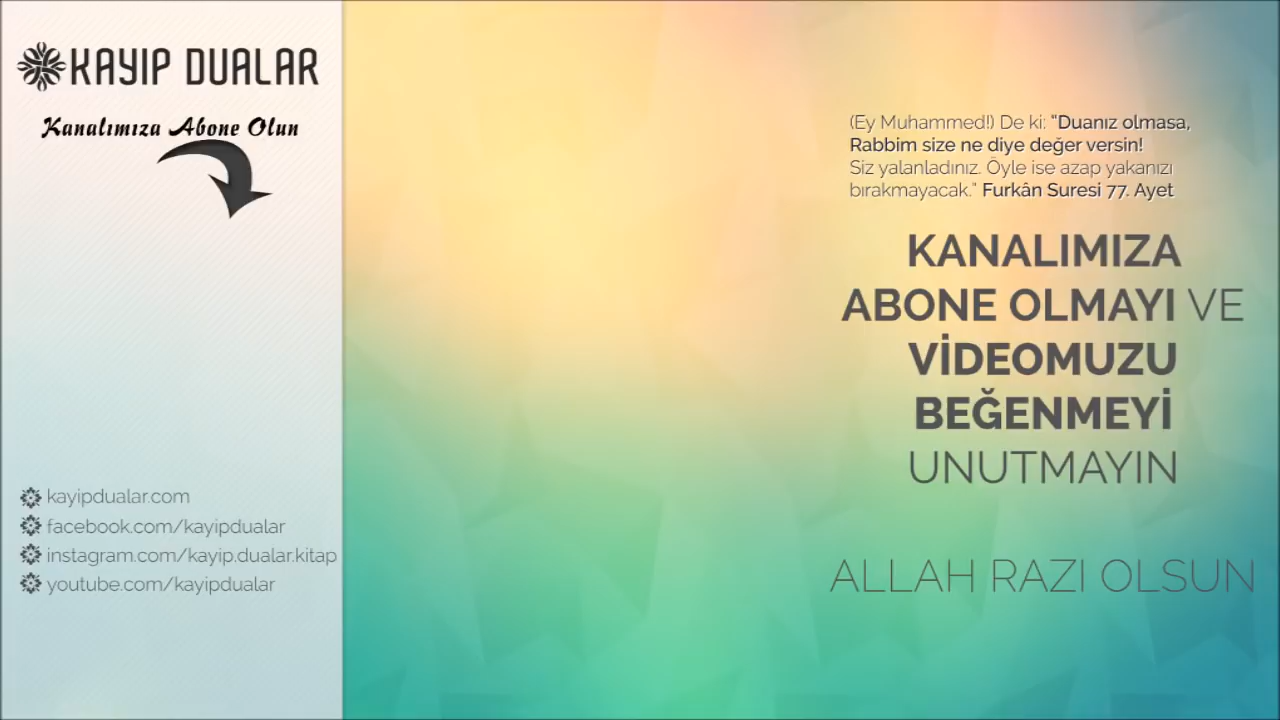 KAYIP DUALAR
Kanalımıza Abone Olun
kayipdualar.com
facebook.com/kayipdualar
instagram.com/kayip.dualar.kitap
youtube.com/kayipdualar
(Ey Muhammed!) De ki: "Duanız olmasa,
Rabbim size ne diye değer versin!
Siz yalanladınız. Öyle ise azap yakanızı
bırakmayacak." Furkân Suresi 77. Ayet
KANALIMIZA
ABONE OLMAYI VE
VİDEOMUZU
BEĞENMEYİ
UNUTMAYIN
ALLAH RAZI OLSUN